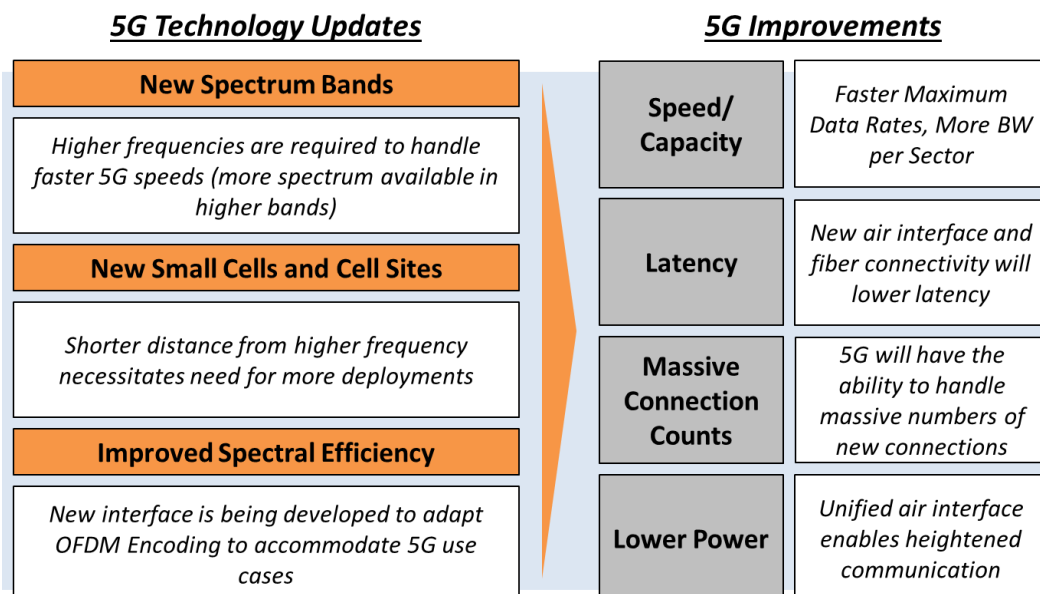 5G Technology Updates
New Spectrum Bands
Higher frequencies are required to handle
faster 5G speeds (more spectrum available in
higher bands)
New Small Cells and Cell Sites
Shorter distance from higher frequency
necessitates need for more deployments
Improved Spectral Efficiency
New interface is being developed to adapt
OFDM Encoding to accommodate 5G use
cases
5G Improvements
Speed/
Capacity
Faster Maximum
Data Rates, More BW
per Sector
Latency
New air interface and
fiber connectivity will
lower latency
Massive
Connection
Counts
5G will have the
ability to handle
massive numbers of
new connections
Lower Power
Unified air interface
enables heightened
communication